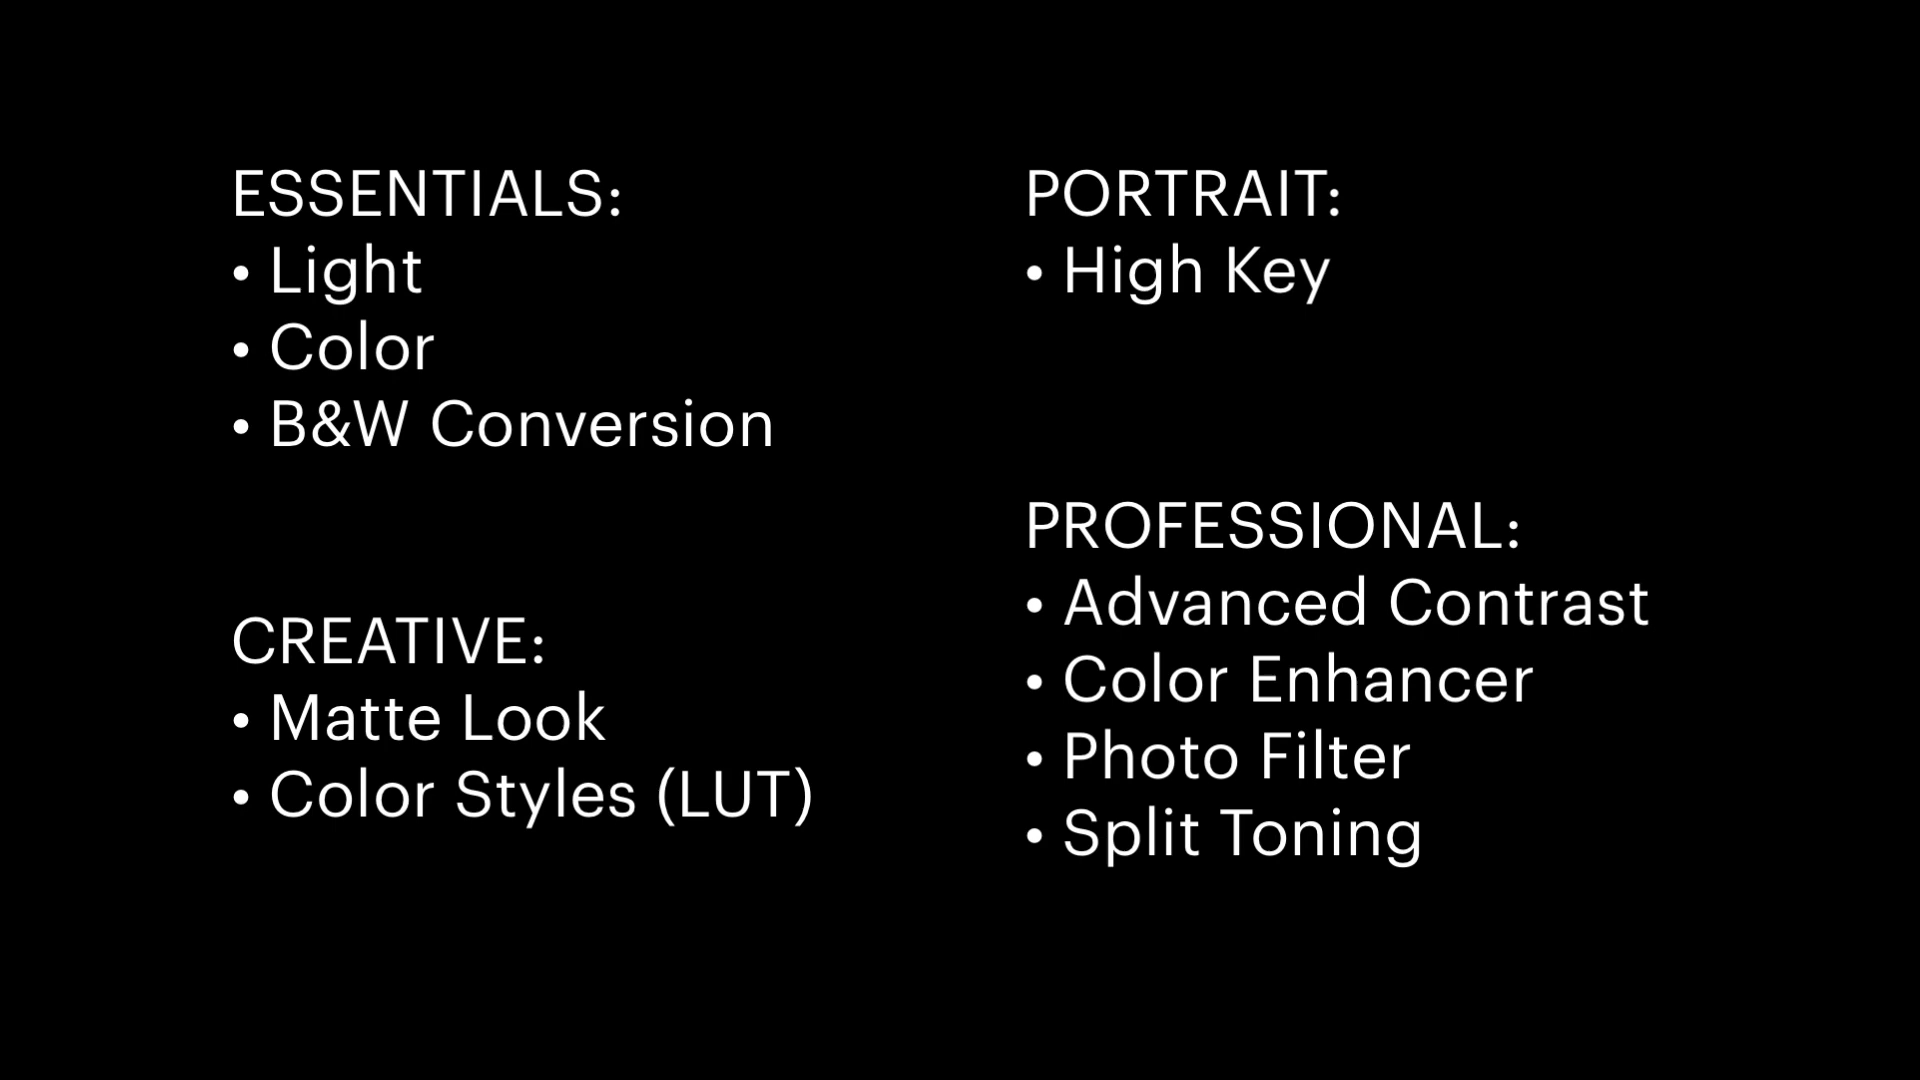 ESSENTIALS:
• Light
• Color
• B&W Conversion
CREATIVE:
• Matte Look
• Color Styles (LUT)
PORTRAIT:
• High Key
PROFESSIONAL:
• Advanced Contrast
• Color Enhancer
• Photo Filter
• Split Toning